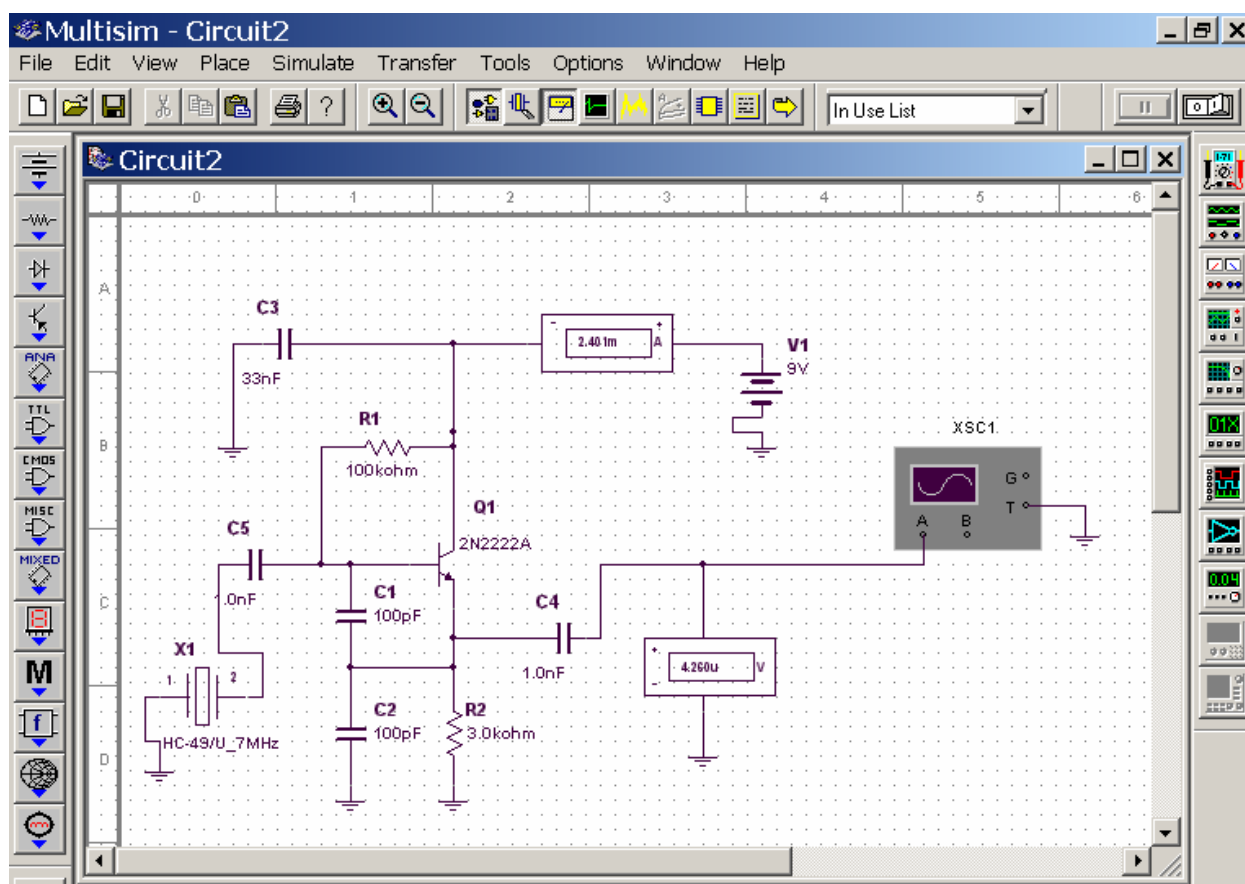 Multisim - Circuit2
File Edit View Place Simulate Transfer Tools Options Window Help
? In Use List
Circuit2
0 1 2 3 4 5 6
A
B
C
D
ANA
TTL
CMOS
MISC
MIXED
M
f
C3
33nF
- + 
2.401m A
V1
9V
R1
100kohm
XSC1
G
T
A B
Q1
2N2222A
C5
1.0nF
C1
100pF
C4
1.0nF
+
-
4.260u V
X1
1 2
HC-49/U_7MHz
C2
100pF
R2
3.0kohm
01X
0.04